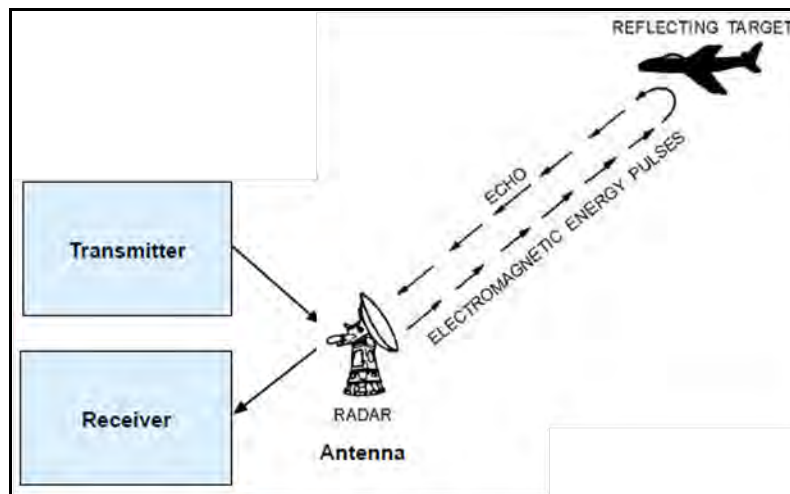 REFLECTING TARGET
ECHO
ELECTROMAGNETIC ENERGY PULSES
Transmitter
Receiver
RADAR
Antenna